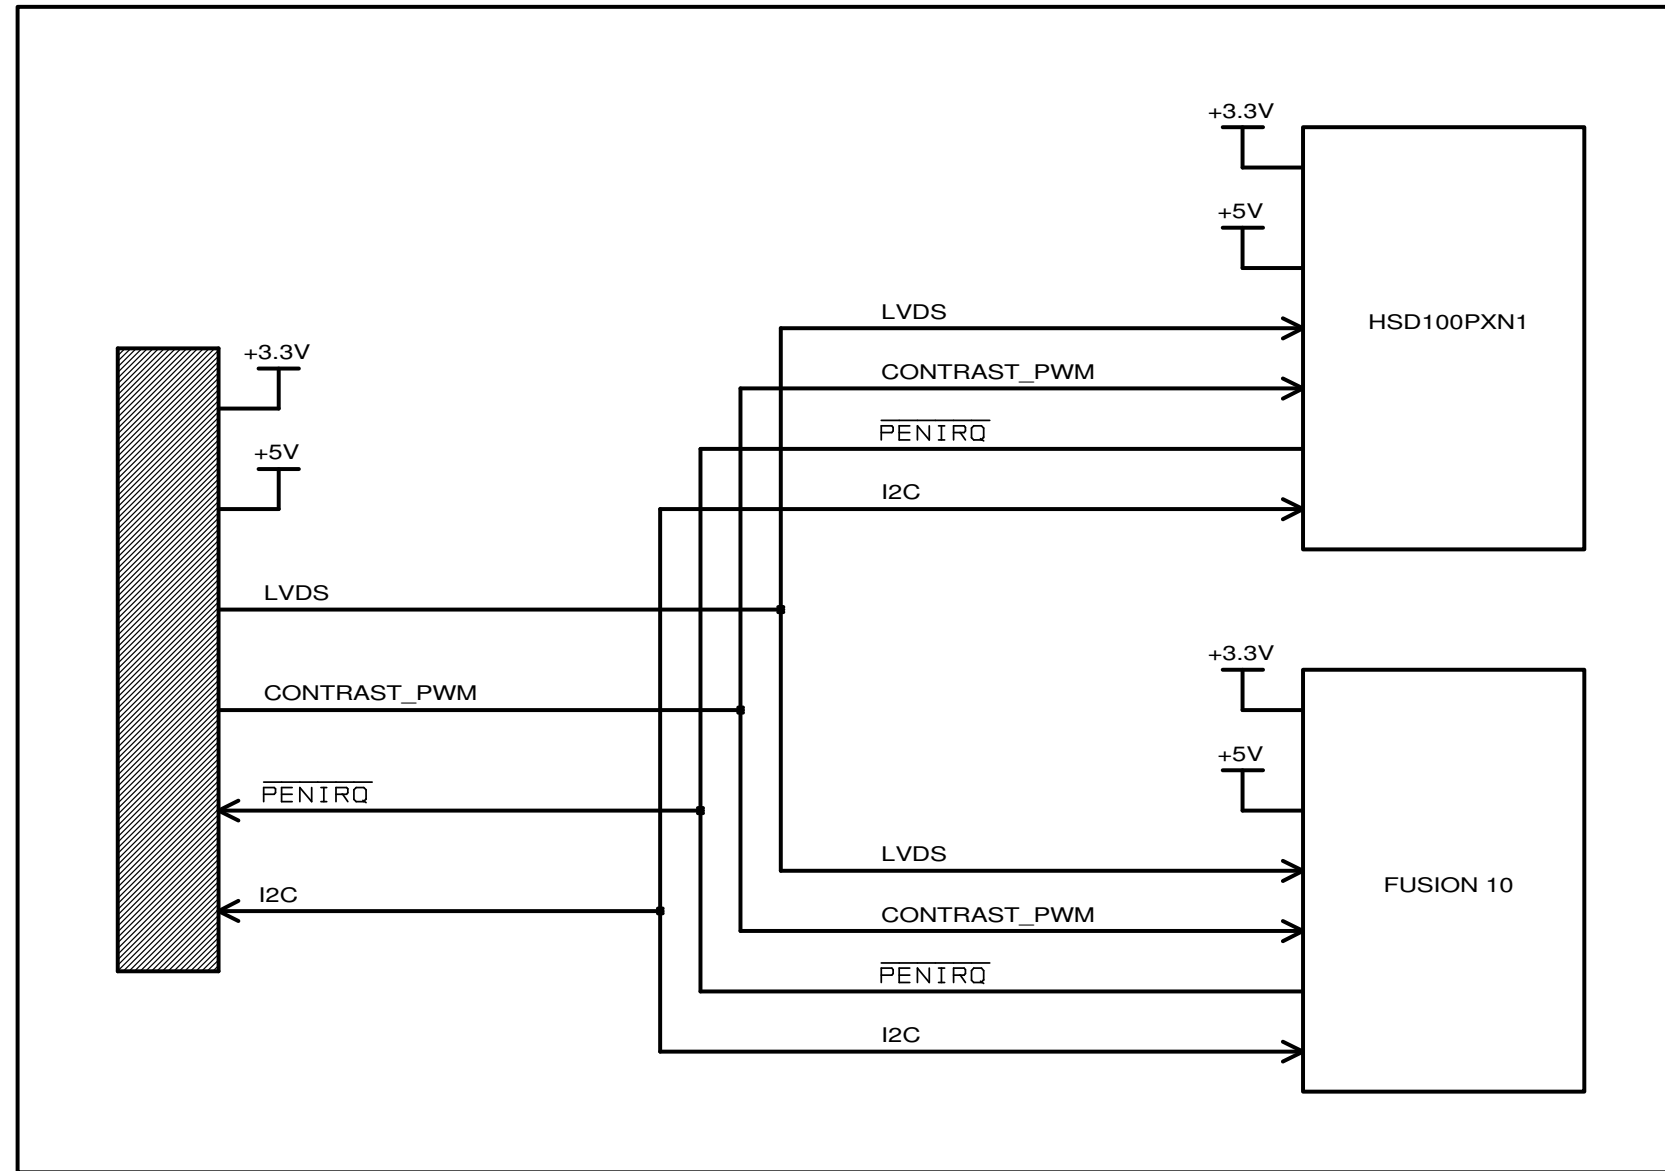 +3.3V
+5V
LVDS
CONTRAST_PWM
PENIRQ
I2C
+3.3V
+5V
LVDS
CONTRAST_PWM
PENIRQ
I2C
HSD100PXN1
+3.3V
+5V
LVDS
CONTRAST_PWM
PENIRQ
I2C
FUSION 10